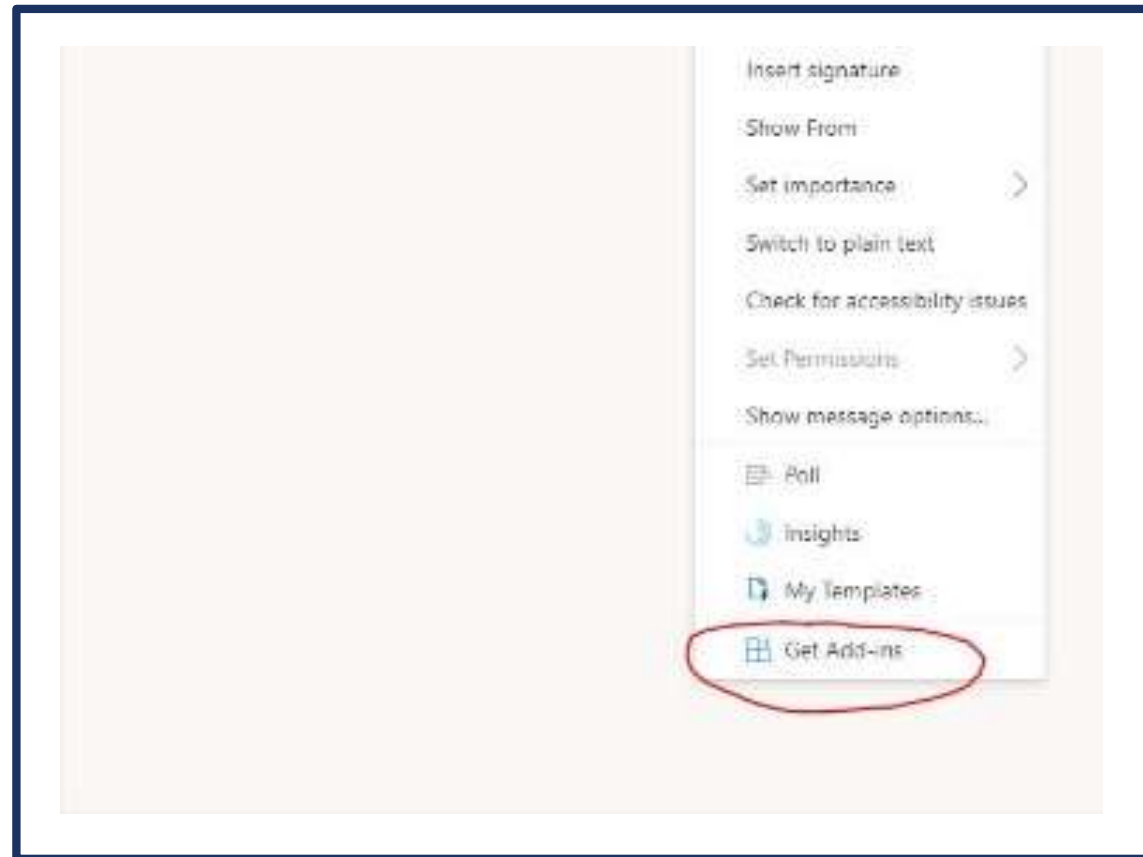 Insert signature
Show From
Set importance
Switch to plain text
Check for accessibility issues
Set Permissions
Show message options...
Poll
Insights
My Templates
Get Add-ins